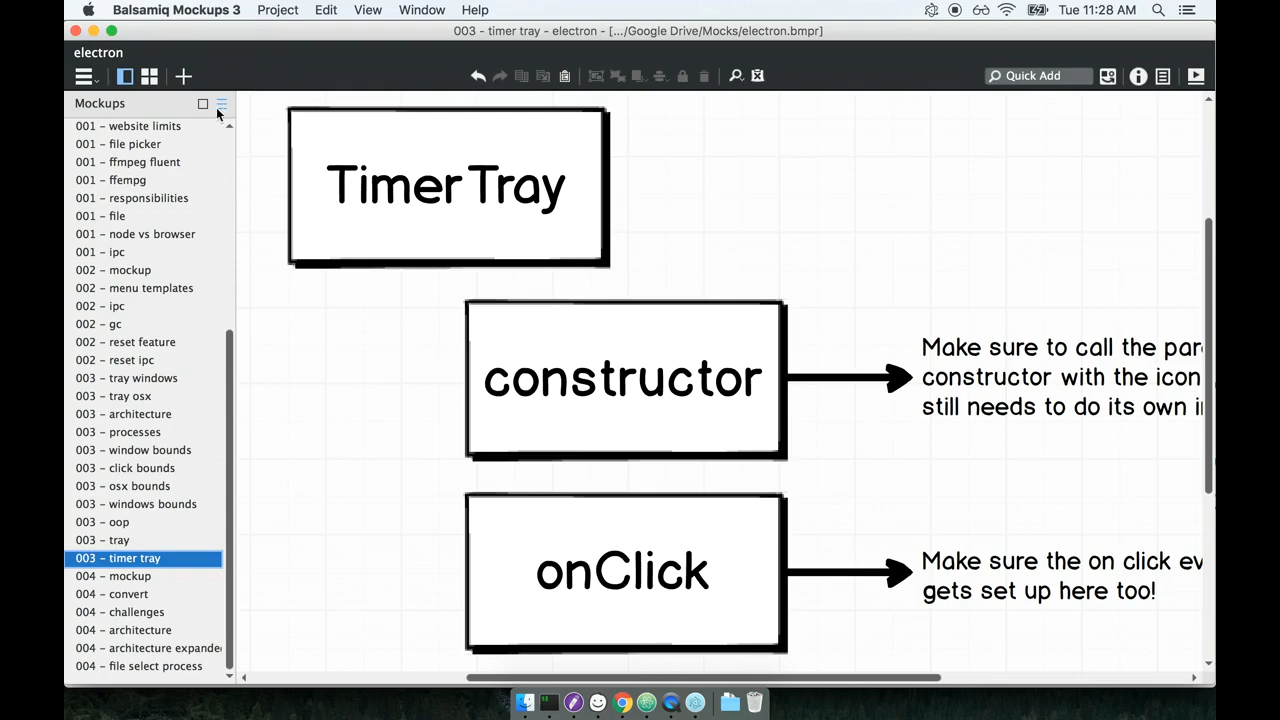 Balsamiq Mockups 3 Project Edit View Window Help Tue 11:28 AM
003 - timer tray - electron - [.../Google Drive/Mocks/electron.bmpr]
electron
Quick Add
Mockups
001 - website limits
001 - file picker
001 - ffmpeg fluent
001 - ffempg
001 - responsibilities
001 - file
001 - node vs browser
001 - ipc
002 - mockup
002 - menu templates
002 - ipc
002 - gc
002 - reset feature
002 - reset ipc
003 - tray windows
003 - tray osx
003 - architecture
003 - processes
003 - window bounds
003 - click bounds
003 - osx bounds
003 - windows bounds
003 - oop
003 - tray
003 - timer tray
004 - mockup
004 - convert
004 - challenges
004 - architecture
004 - architecture expande
004 - file select process
Timer Tray
constructor
Make sure to call the par
constructor with the icon
still needs to do its own i
onClick
Make sure the on click ev
gets set up here too!